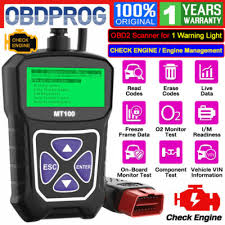 OBDPROG
100%
ORIGINAL
1 YEARS
WARRANTY
OBD2 Scanner for 1 Warning Light
CHECK ENGINE / Engine Management
CHECK
ENGINE
Read
Codes
Erase
Codes
Live
Data
MT100
Freeze
Frame Data
O2 Monitor
Test
I/M
Readiness
ESC
ENTER
On-Board
Monitor Test
Component
Test
Vehicle VIN
Information
Check Engine